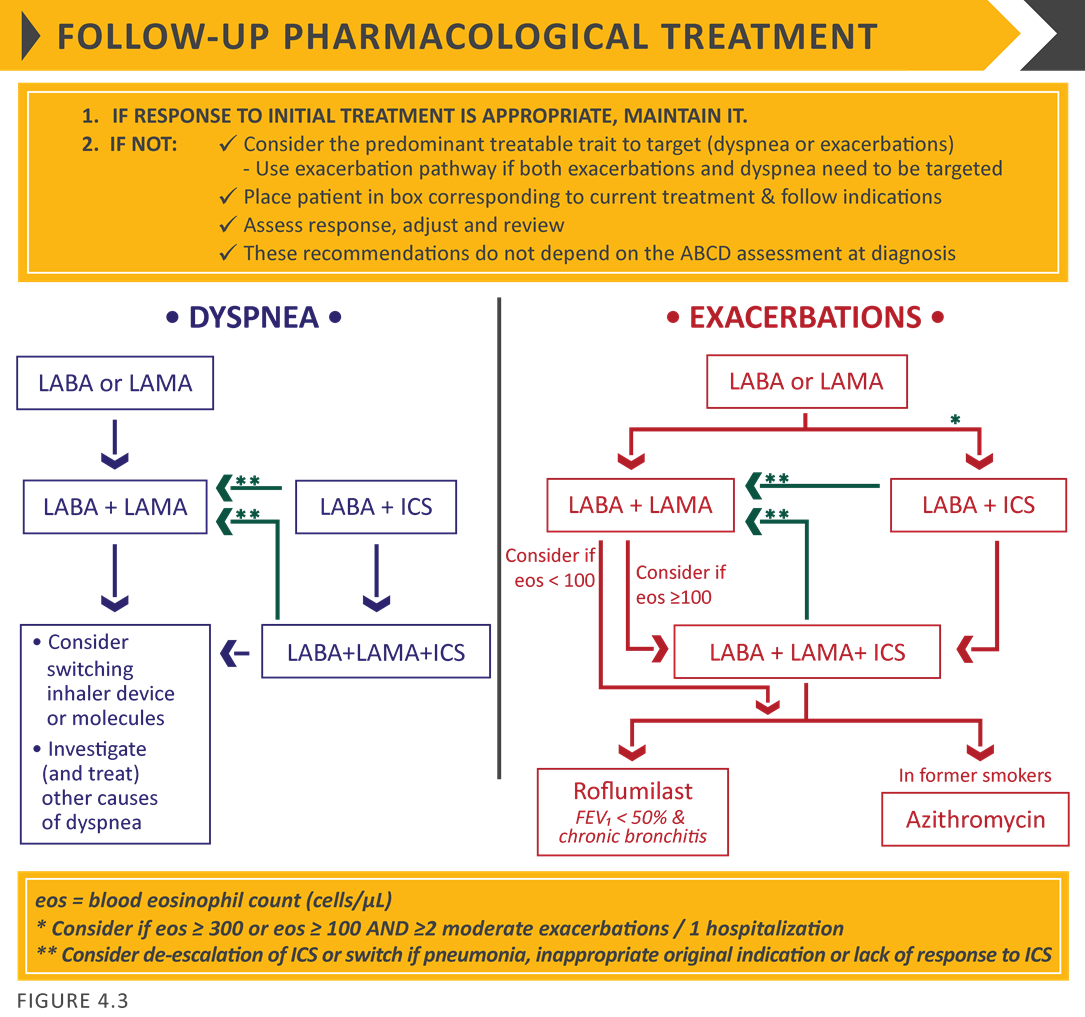 FOLLOW-UP PHARMACOLOGICAL TREATMENT
1. IF RESPONSE TO INITIAL TREATMENT IS APPROPRIATE, MAINTAIN IT.
2. IF NOT: ✓ Consider the predominant treatable trait to target (dyspnea or exacerbations)
- Use exacerbation pathway if both exacerbations and dyspnea need to be targeted
✓ Place patient in box corresponding to current treatment & follow indications
✓ Assess response, adjust and review
✓ These recommendations do not depend on the ABCD assessment at diagnosis
• DYSPNEA •
LABA or LAMA
LABA + LAMA
**
**
LABA + ICS
LABA+LAMA+ICS
• Consider
switching
inhaler device
or molecules
• Investigate
(and treat)
other causes
of dyspnea
• EXACERBATIONS •
LABA or LAMA
*
LABA + LAMA
**
**
LABA + ICS
Consider if
eos < 100
Consider if
eos ≥100
LABA + LAMA+ ICS
Roflumilast
FEV₁ < 50% &
chronic bronchitis
In former smokers
Azithromycin
eos = blood eosinophil count (cells/μL)
* Consider if eos ≥ 300 or eos ≥ 100 AND ≥2 moderate exacerbations / 1 hospitalization
** Consider de-escalation of ICS or switch if pneumonia, inappropriate original indication or lack of response to ICS
FIGURE 4.3